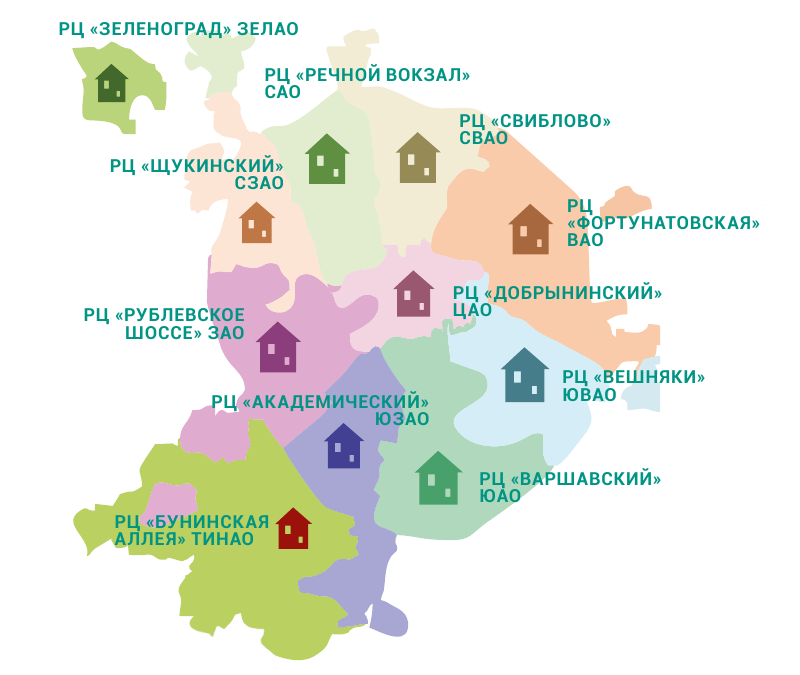 РЦ «ЗЕЛЕНОГРАД» ЗЕЛАО
РЦ «РЕЧНОЙ ВОКЗАЛ»
САО
РЦ «СВИБЛОВО»
СВАО
РЦ «ЩУКИНСКИЙ»
СЗАО
РЦ
«ФОРТУНАТОВСКАЯ»
ВАО
РЦ «ДОБРЫНИНСКИЙ»
ЦАО
РЦ «РУБЛЕВСКОЕ
ШОССЕ» ЗАО
РЦ «ВЕШНЯКИ»
ЮВАО
РЦ «АКАДЕМИЧЕСКИЙ»
ЮЗАО
РЦ «ВАРШАВСКИЙ»
ЮАО
РЦ «БУНИНСКАЯ
АЛЛЕЯ» ТИНАО